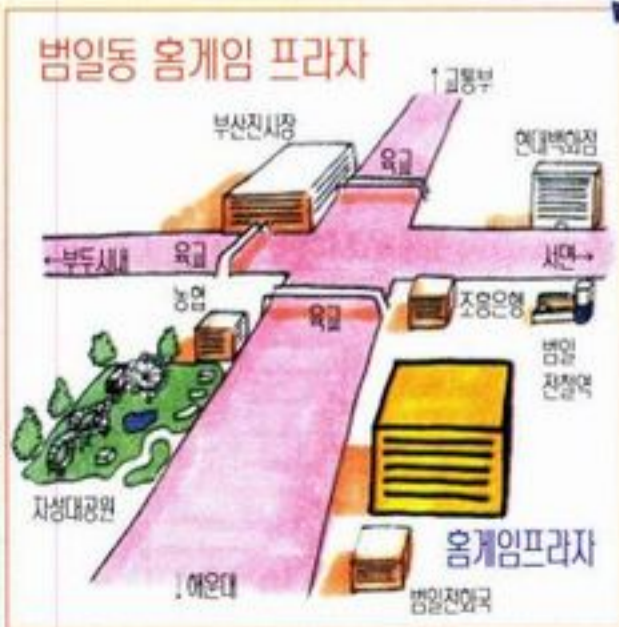 범일동 홈게임 프라자
↑교통부
부산진시장
현대백화점
육교
←부두시내
육교
서면→
농협
육교
조흥은행
범일
전철역
자성대공원
홈게임프라자
↓해운대
범일전화국